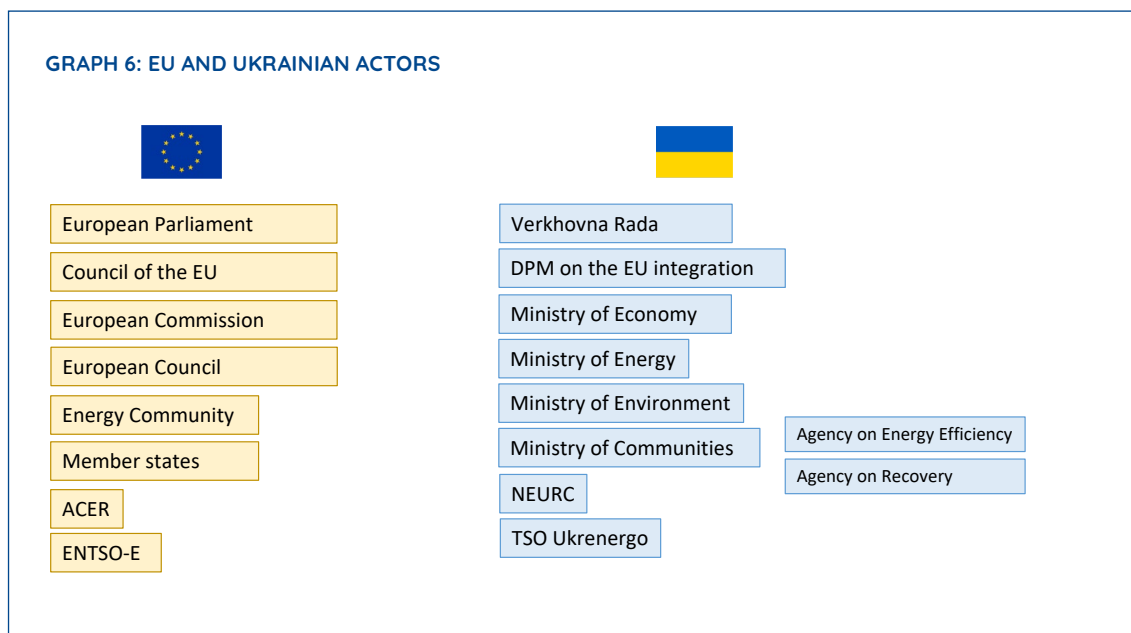 GRAPH 6: EU AND UKRAINIAN ACTORS
European Parliament
Council of the EU
European Commission
European Council
Energy Community
Member states
ACER
ENTSO-E
Verkhovna Rada
DPM on the EU integration
Ministry of Economy
Ministry of Energy
Ministry of Environment
Ministry of Communities
NEURC
TSO Ukrenergo
Agency on Energy Efficiency
Agency on Recovery